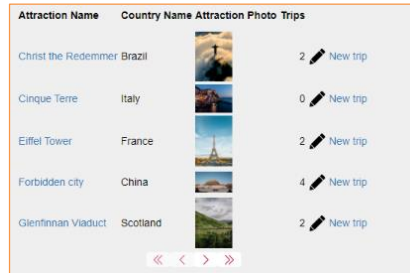 Attraction Name Country Name Attraction Photo Trips
Christ the Redemmer Brazil 2 New trip
Cinque Terre Italy 0 New trip
Eiffel Tower France 2 New trip
Forbidden city China 4 New trip
Glenfinnan Viaduct Scotland 2 New trip